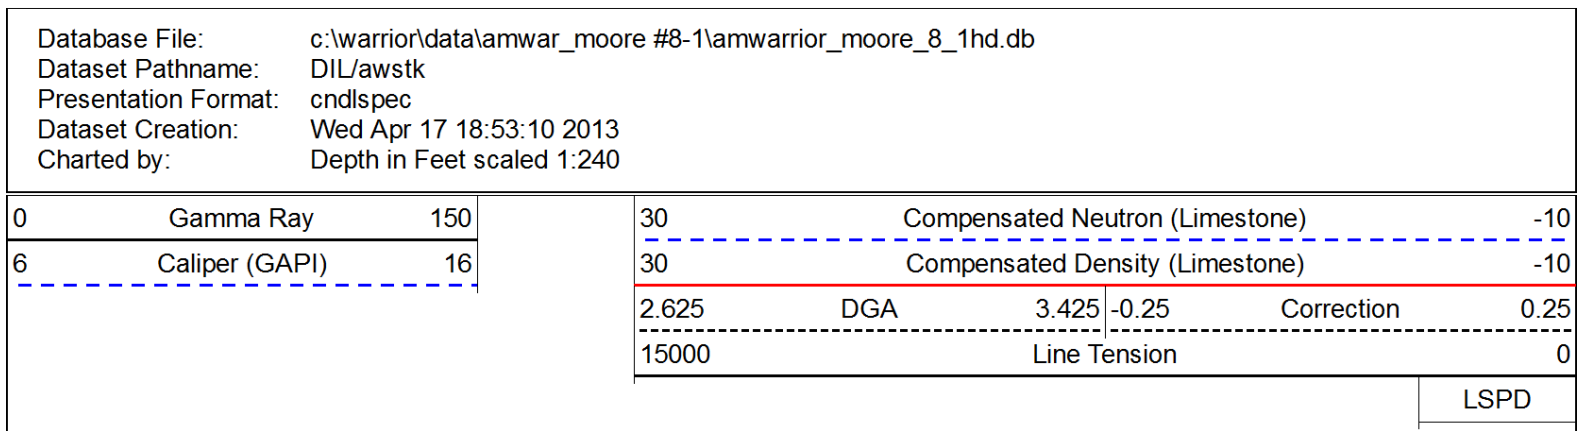 Database File: c:\warrior\data\amwar_moore #8-1\amwarrior_moore_8_1hd.db
Dataset Pathname: DIL/awstk
Presentation Format: cndlspec
Dataset Creation: Wed Apr 17 18:53:10 2013
Charted by: Depth in Feet scaled 1:240
0 Gamma Ray 150 30 Compensated Neutron (Limestone) -10
6 Caliper (GAPI) 16 30 Compensated Density (Limestone) -10
2.625 DGA 3.425 -0.25 Correction 0.25
15000 Line Tension 0
LSPD